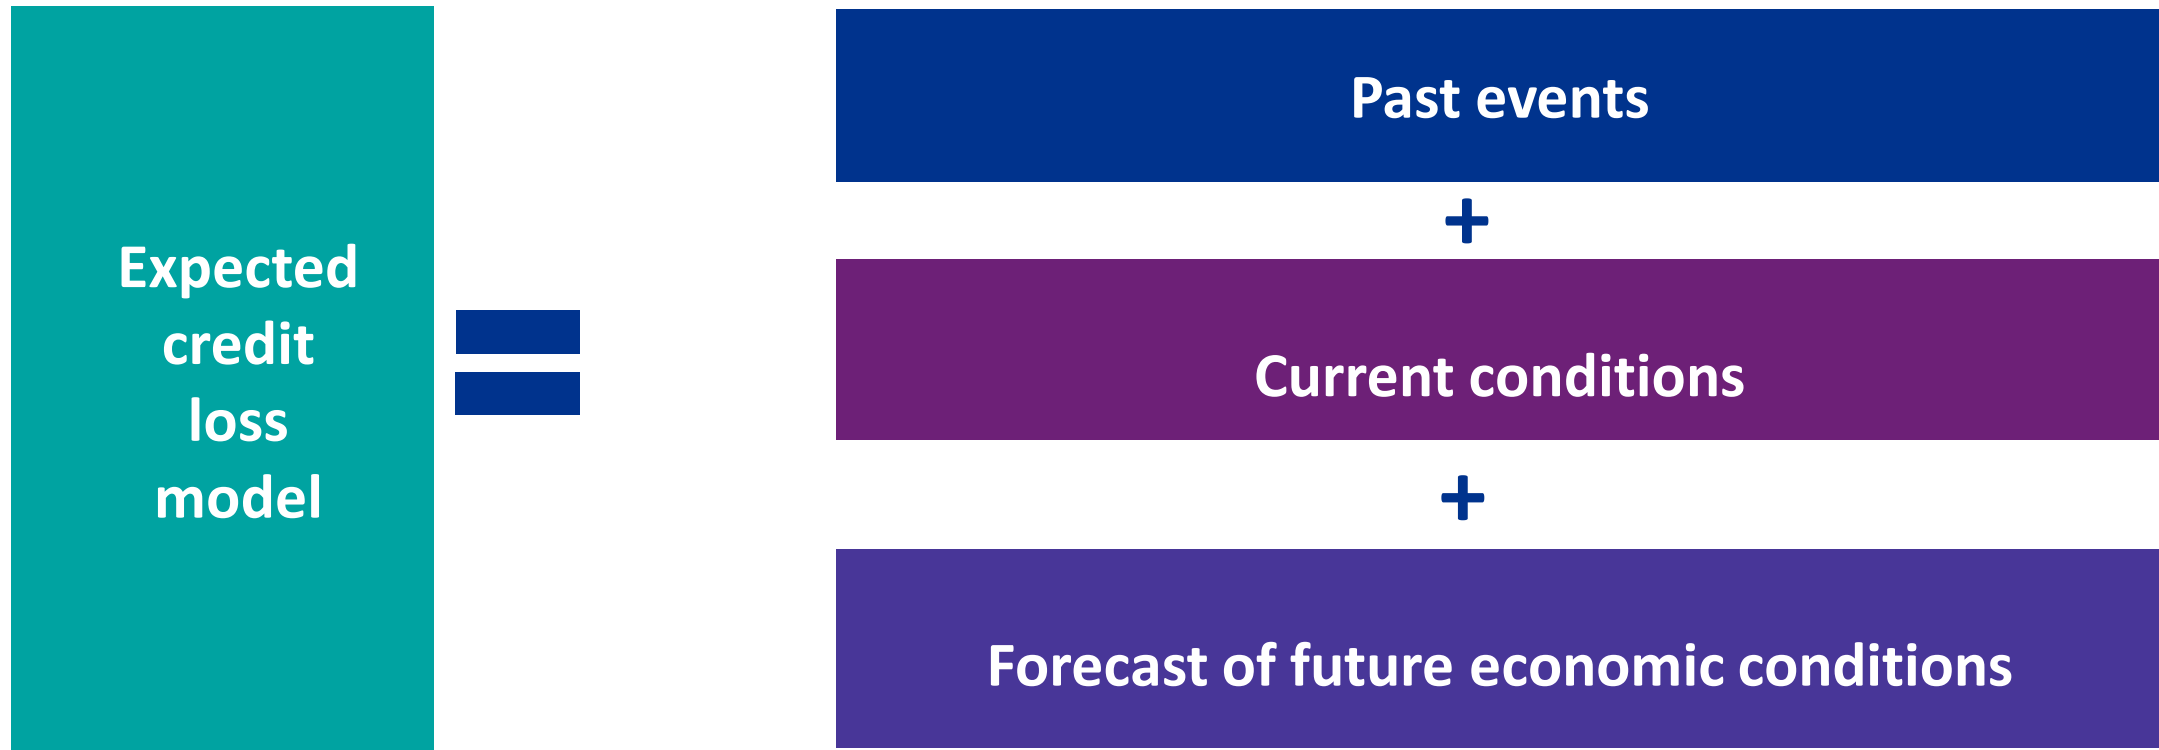 Expected
credit
loss
model
Past events
+
Current conditions
+
Forecast of future economic conditions